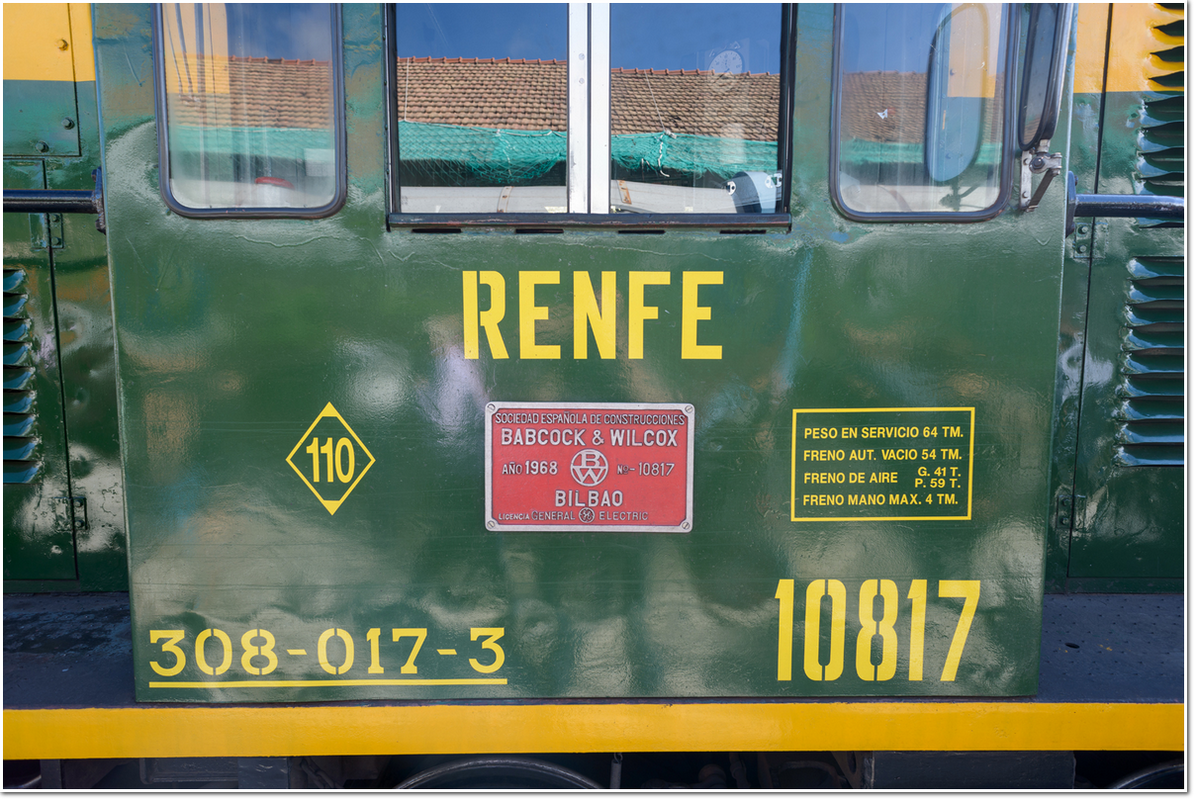 RENFE
110
SOCIEDAD ESPAÑOLA DE CONSTRUCCIONES
BABCOCK & WILCOX
AÑO 1968 BW Nº-10817
BILBAO
LICENCIA GENERAL GE ELECTRIC
PESO EN SERVICIO 64 TM.
FRENO AUT. VACIO 54 TM.
FRENO DE AIRE G. 41 T.
P. 59 T.
FRENO MANO MAX. 4 TM.
308-017-3
10817